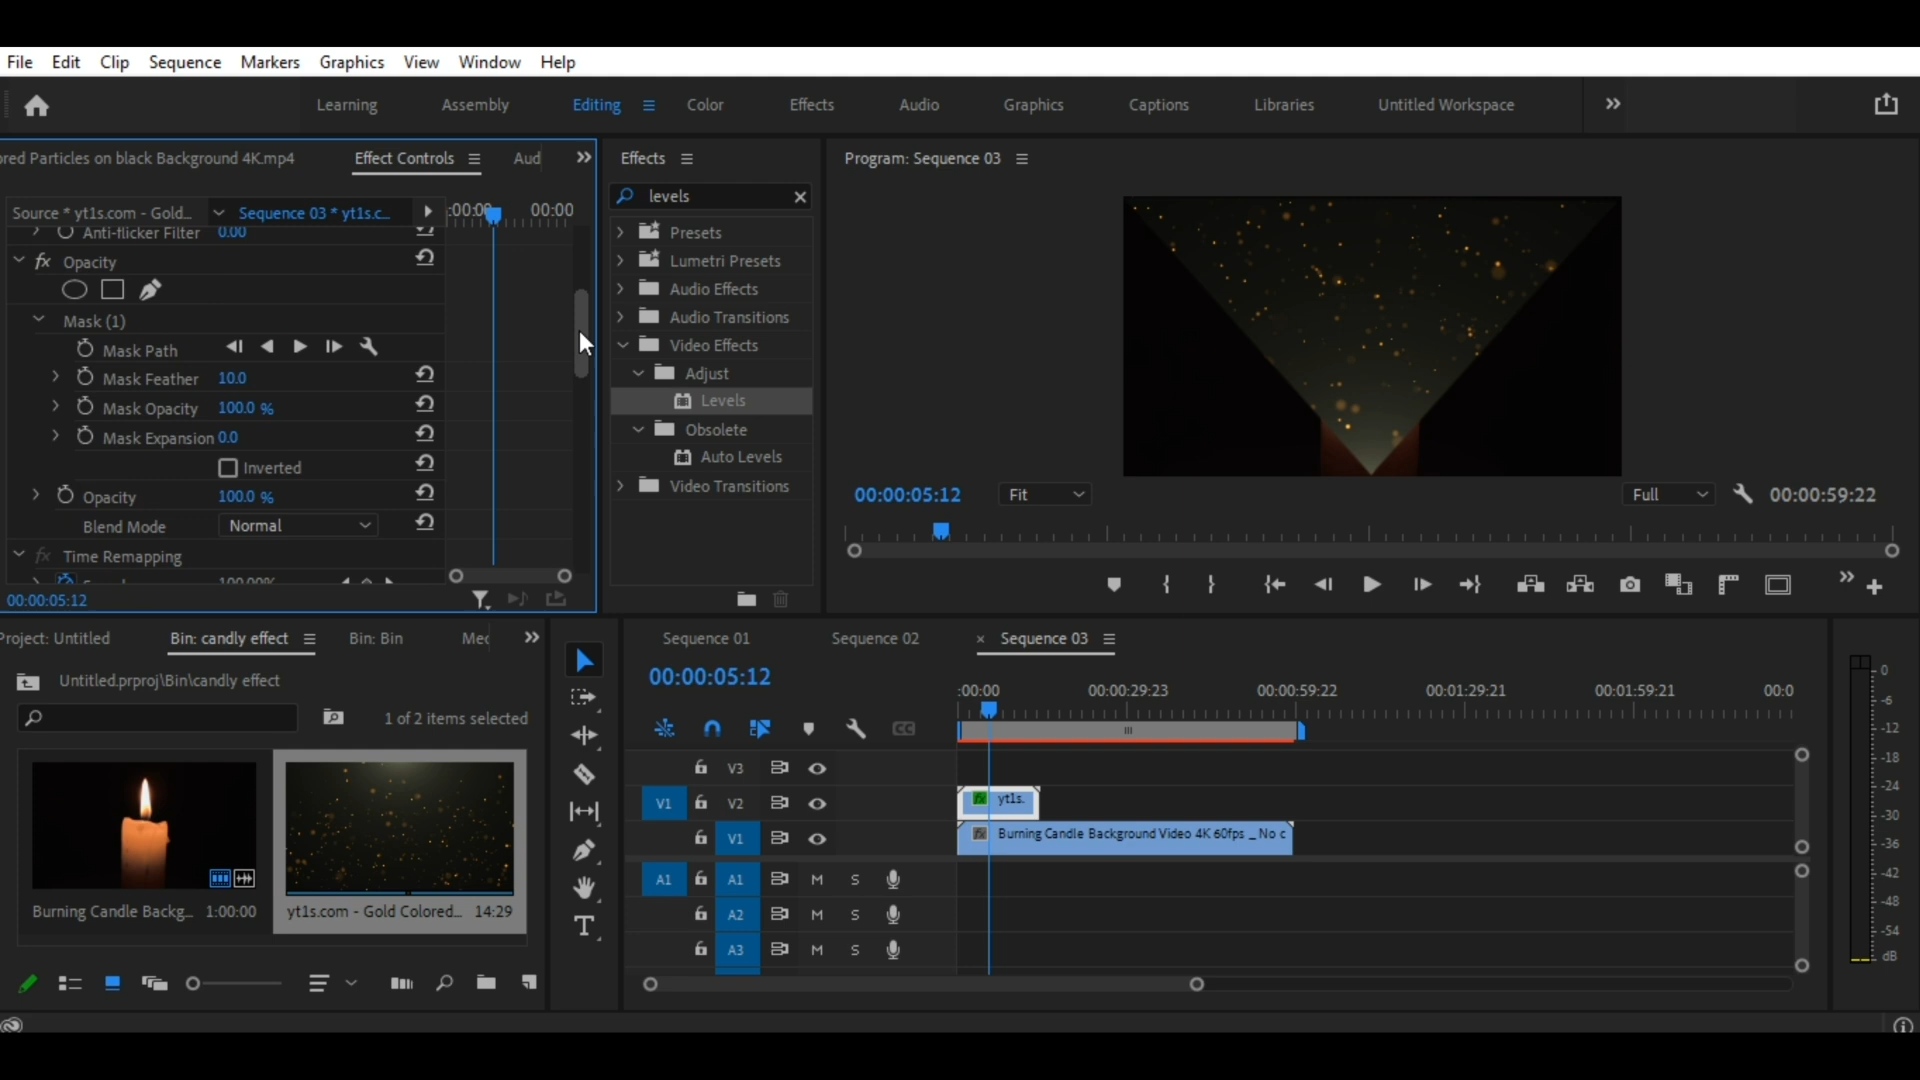 File Edit Clip Sequence Markers Graphics View Window Help
Learning Assembly Editing Color Effects Audio Graphics Captions Libraries Untitled Workspace
ored Particles on black Background 4K.mp4 Effect Controls Aud
Source * yt1s.com - Gold... Sequence 03 * yt1s.c... :00:00 00:00
Anti-flicker Filter 0.00
fx Opacity
Mask (1)
Mask Path
Mask Feather 10.0
Mask Opacity 100.0 %
Mask Expansion 0.0
Inverted
Opacity 100.0 %
Blend Mode Normal
fx Time Remapping
100.00%
00:00:05:12
Effects
levels
Presets
Lumetri Presets
Audio Effects
Audio Transitions
Video Effects
Adjust
Levels
Obsolete
Auto Levels
Video Transitions
Program: Sequence 03
00:00:05:12 Fit Full 00:00:59:22
Project: Untitled Bin: candly effect Bin: Bin Med
Untitled.prproj\Bin\candly effect
1 of 2 items selected
Burning Candle Backg... 1:00:00 yt1s.com - Gold Colored... 14:29
Sequence 01 Sequence 02 × Sequence 03
00:00:05:12
:00:00 00:00:29:23 00:00:59:22 00:01:29:21 00:01:59:21 00:0
V3
V1 V2 fx yt1s.
V1 fx Burning Candle Background Video 4K 60fps _ No c
A1 A1 M S
A2 M S
A3 M S
0
-6
-12
-18
-24
-30
-36
-42
-48
-54
dB